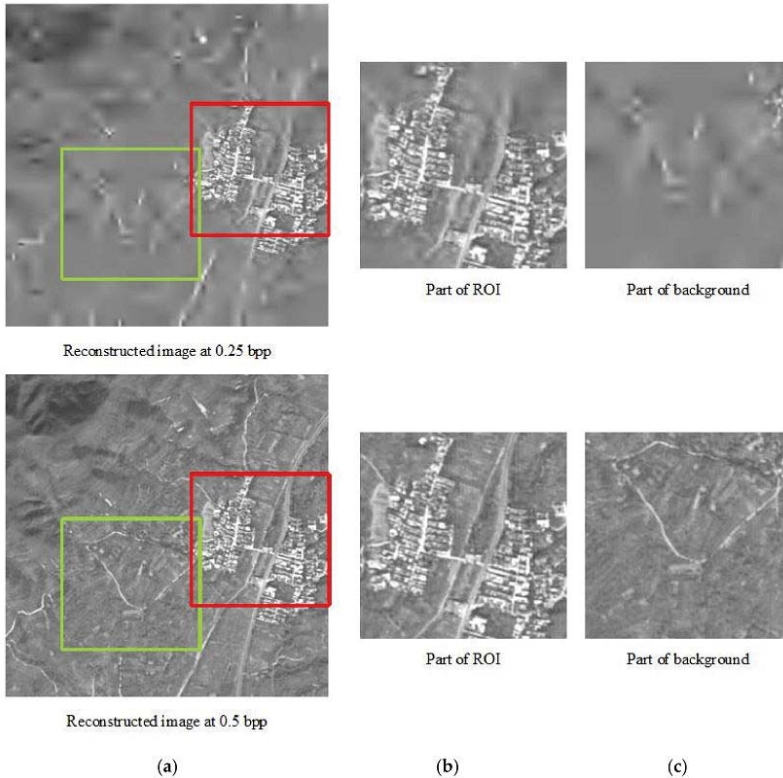 Part of ROI
Part of background
Reconstructed image at 0.25 bpp
Part of ROI
Part of background
Reconstructed image at 0.5 bpp
(a)
(b)
(c)